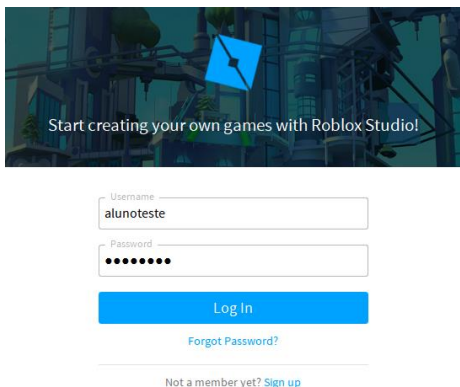 Start creating your own games with Roblox Studio!
Username
alunoteste
Password
●●●●●●●●
Log In
Forgot Password?
Not a member yet? Sign up